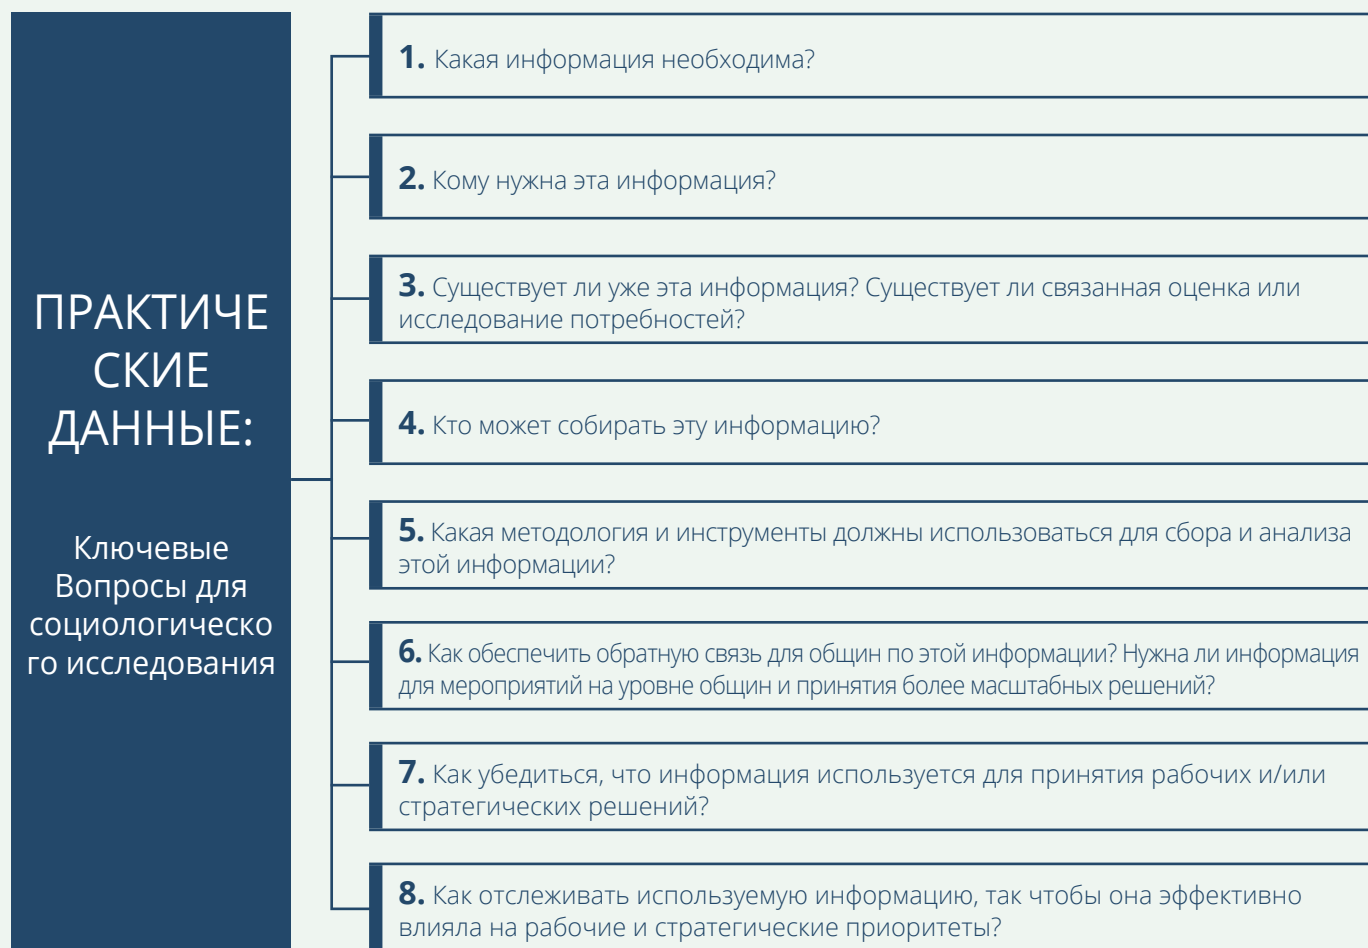 ПРАКТИЧЕ
СКИЕ
ДАННЫЕ:
Ключевые
Вопросы для
социологическо
го исследования
1. Какая информация необходима?
2. Кому нужна эта информация?
3. Существует ли уже эта информация? Существует ли связанная оценка или
исследование потребностей?
4. Кто может собирать эту информацию?
5. Какая методология и инструменты должны использоваться для сбора и анализа
этой информации?
6. Как обеспечить обратную связь для общин по этой информации? Нужна ли информация
для мероприятий на уровне общин и принятия более масштабных решений?
7. Как убедиться, что информация используется для принятия рабочих и/или
стратегических решений?
8. Как отслеживать используемую информацию, так чтобы она эффективно
влияла на рабочие и стратегические приоритеты?